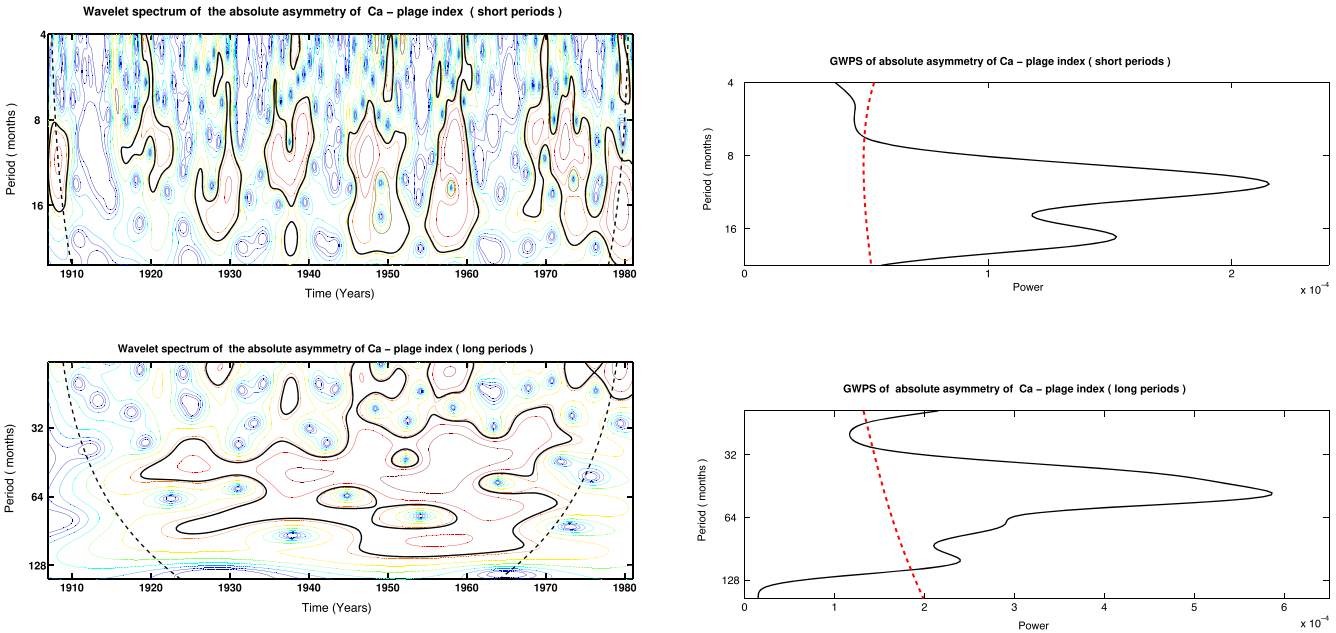 Wavelet spectrum of the absolute asymmetry of Ca – plage index ( short periods )
Period ( months )
4
8
16
1910 1920 1930 1940 1950 1960 1970 1980
Time (Years)
GWPS of absolute asymmetry of Ca – plage index ( short periods )
Period ( months )
4
8
16
0 1 2
Power
x 10⁻⁴
Wavelet spectrum of the absolute asymmetry of Ca – plage index ( long periods )
Period ( months)
32
64
128
1910 1920 1930 1940 1950 1960 1970 1980
Time (Years)
GWPS of absolute asymmetry of Ca – plage index ( long periods )
Period ( months )
32
64
128
0 1 2 3 4 5 6
Power
x 10⁻⁴